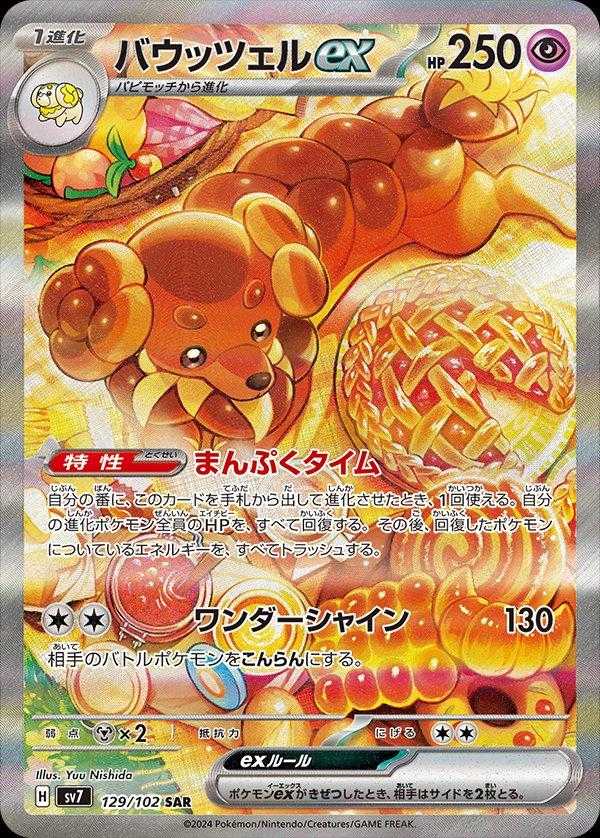 1進化
バウッツェルex
HP 250
パピモッチから進化
特性
とくせい
まんぷくタイム
自分の番に、このカードを手札から出して進化させたとき、1回使える。自分
の進化ポケモン全員のHPを、すべて回復する。その後、回復したポケモン
についているエネルギーを、すべてトラッシュする。
ワンダーシャイン 130
相手のバトルポケモンをこんらんにする。
弱点 ×2 抵抗力 にげる
exルール
ポケモンexがきぜつしたとき、相手はサイドを2枚とる。
Illus. Yuu Nishida
H sv7 129/102 SAR
©2024 Pokémon/Nintendo/Creatures/GAME FREAK.